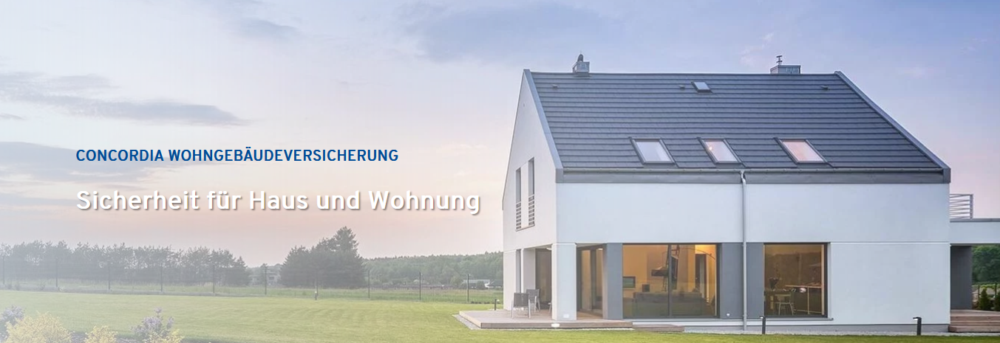 CONCORDIA WOHNGEBÄUDEVERSICHERUNG
Sicherheit für Haus und Wohnung